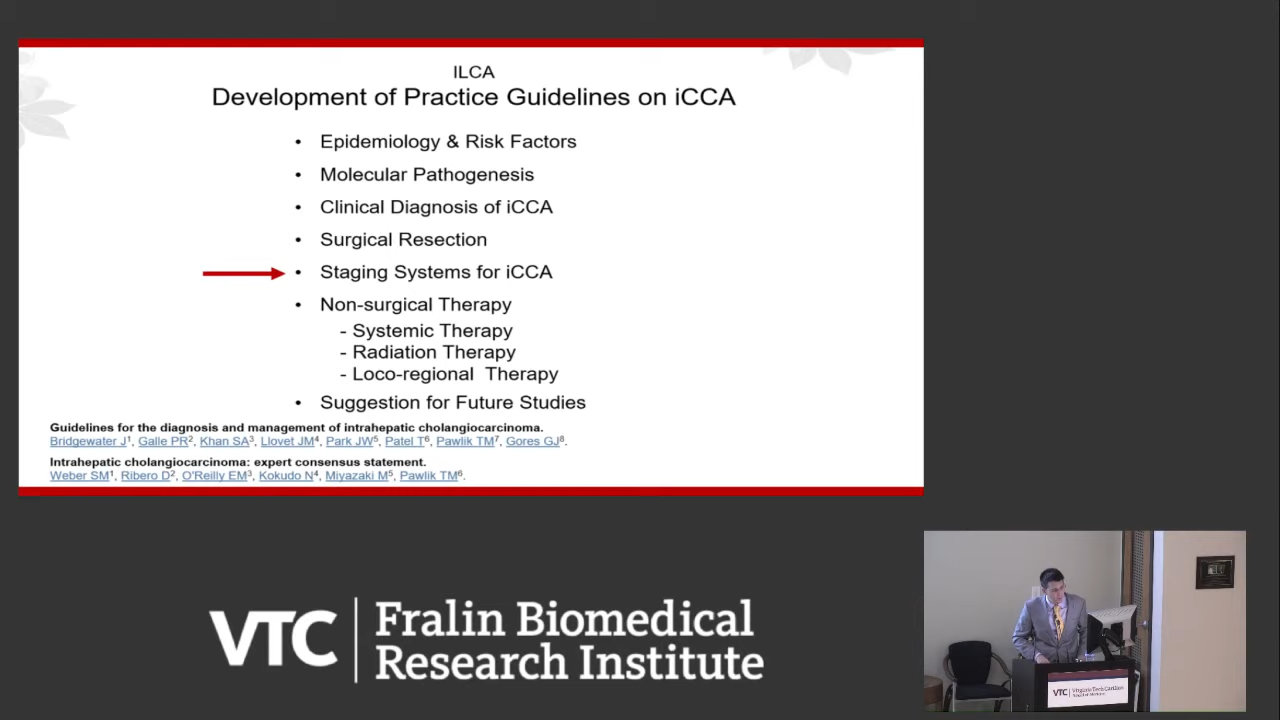 ILCA
Development of Practice Guidelines on iCCA
• Epidemiology & Risk Factors
• Molecular Pathogenesis
• Clinical Diagnosis of iCCA
• Surgical Resection
• Staging Systems for iCCA
• Non-surgical Therapy
- Systemic Therapy
- Radiation Therapy
- Loco-regional Therapy
• Suggestion for Future Studies
Guidelines for the diagnosis and management of intrahepatic cholangiocarcinoma.
Bridgewater J1, Galle PR2, Khan SA3, Llovet JM4, Park JW5, Patel T6, Pawlik TM7, Gores GJ8.
Intrahepatic cholangiocarcinoma: expert consensus statement.
Weber SM1, Ribero D2, O'Reilly EM3, Kokudo N4, Miyazaki M5, Pawlik TM6.
VTC
Fralin Biomedical
Research Institute
VTC
Virginia Tech Carilion